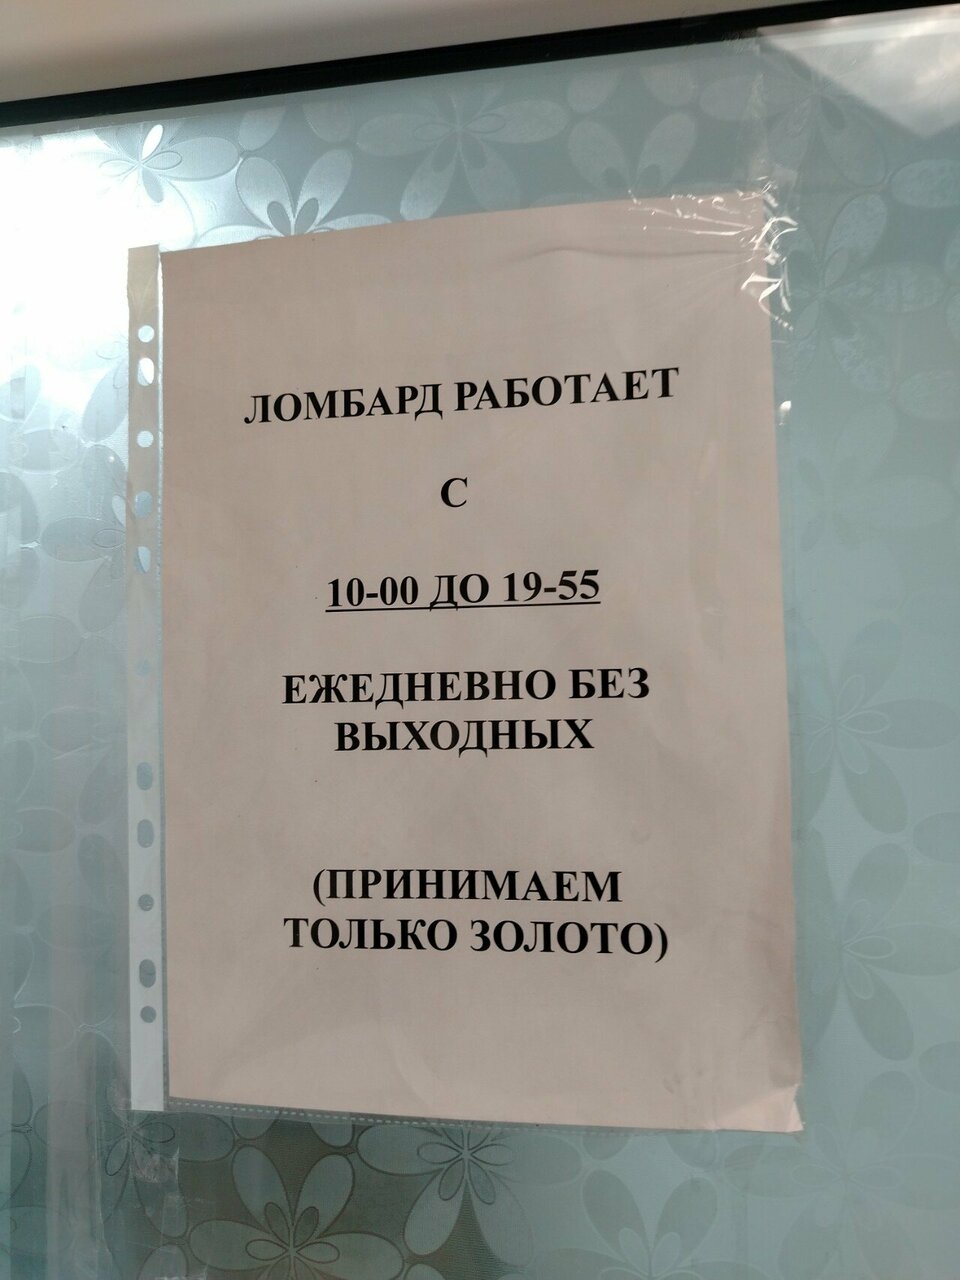 ЛОМБАРД РАБОТАЕТ
С
10-00 ДО 19-55
ЕЖЕДНЕВНО БЕЗ
ВЫХОДНЫХ
(ПРИНИМАЕМ
ТОЛЬКО ЗОЛОТО)